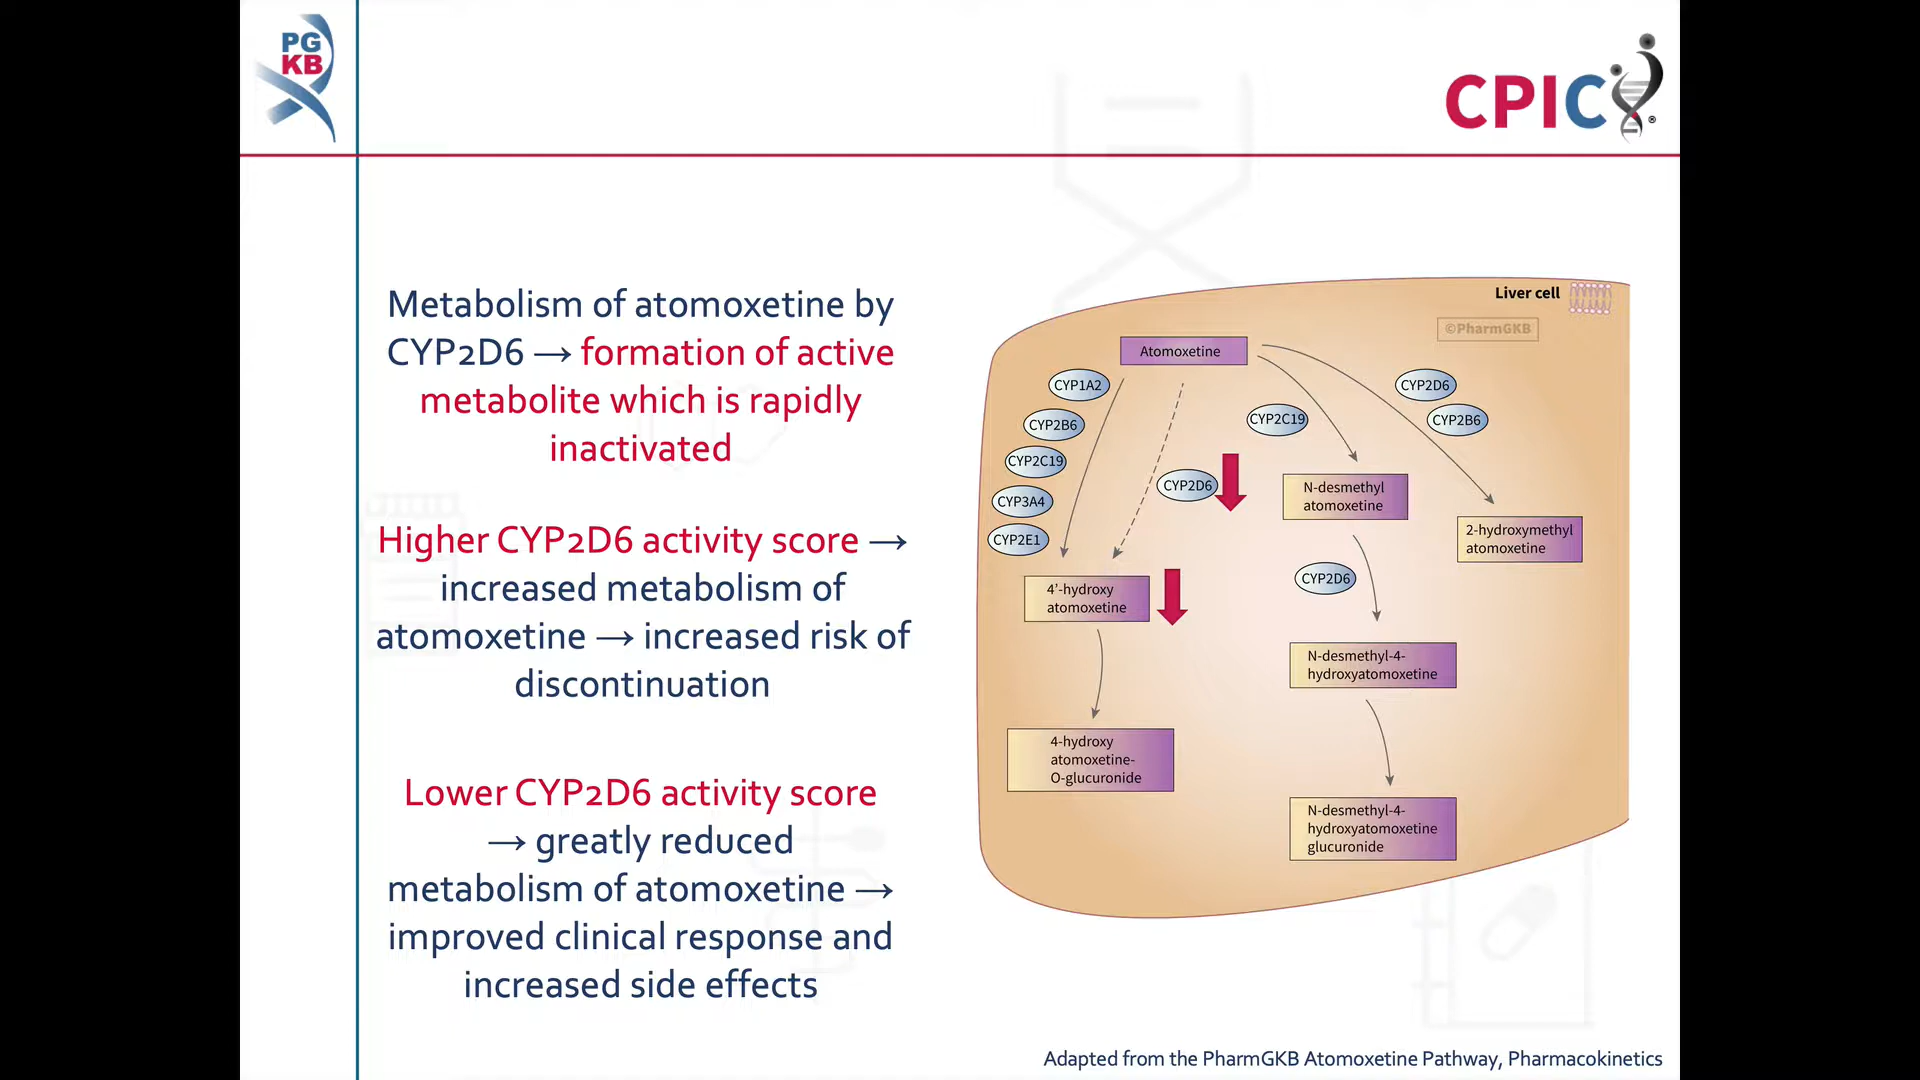 PG
KB
CPIC®
Metabolism of atomoxetine by
CYP2D6 → formation of active
metabolite which is rapidly
inactivated
Higher CYP2D6 activity score →
increased metabolism of
atomoxetine → increased risk of
discontinuation
Lower CYP2D6 activity score
→ greatly reduced
metabolism of atomoxetine →
improved clinical response and
increased side effects
Liver cell
©PharmGKB
Atomoxetine
CYP1A2
CYP2B6
CYP2C19
CYP3A4
CYP2E1
CYP2D6
CYP2C19
CYP2D6
CYP2B6
N-desmethyl
atomoxetine
2-hydroxymethyl
atomoxetine
4’-hydroxy
atomoxetine
CYP2D6
N-desmethyl-4-
hydroxyatomoxetine
4-hydroxy
atomoxetine-
O-glucuronide
N-desmethyl-4-
hydroxyatomoxetine
glucuronide
Adapted from the PharmGKB Atomoxetine Pathway, Pharmacokinetics